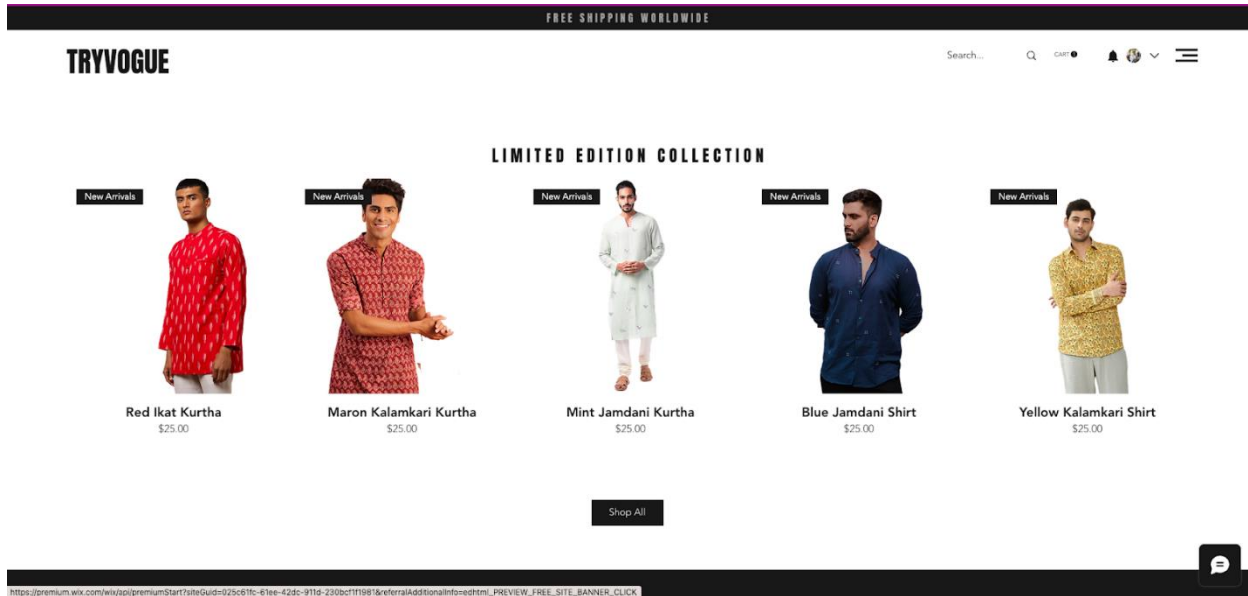 FREE SHIPPING WORLDWIDE
TRYVOGUE
Search...
CART
LIMITED EDITION COLLECTION
New Arrivals
New Arrivals
New Arrivals
New Arrivals
New Arrivals
Red Ikat Kurtha
Maron Kalamkari Kurtha
Mint Jamdani Kurtha
Blue Jamdani Shirt
Yellow Kalamkari Shirt
$25.00
$25.00
$25.00
$25.00
$25.00
Shop All
https://premium.wix.com/wix/api/premiumStart?siteGuid=025c61fc-61ee-42dc-911d-230bcf1f1981&referralAdditionalInfo=edhtml_PREVIEW_FREE_SITE_BANNER_CLICK